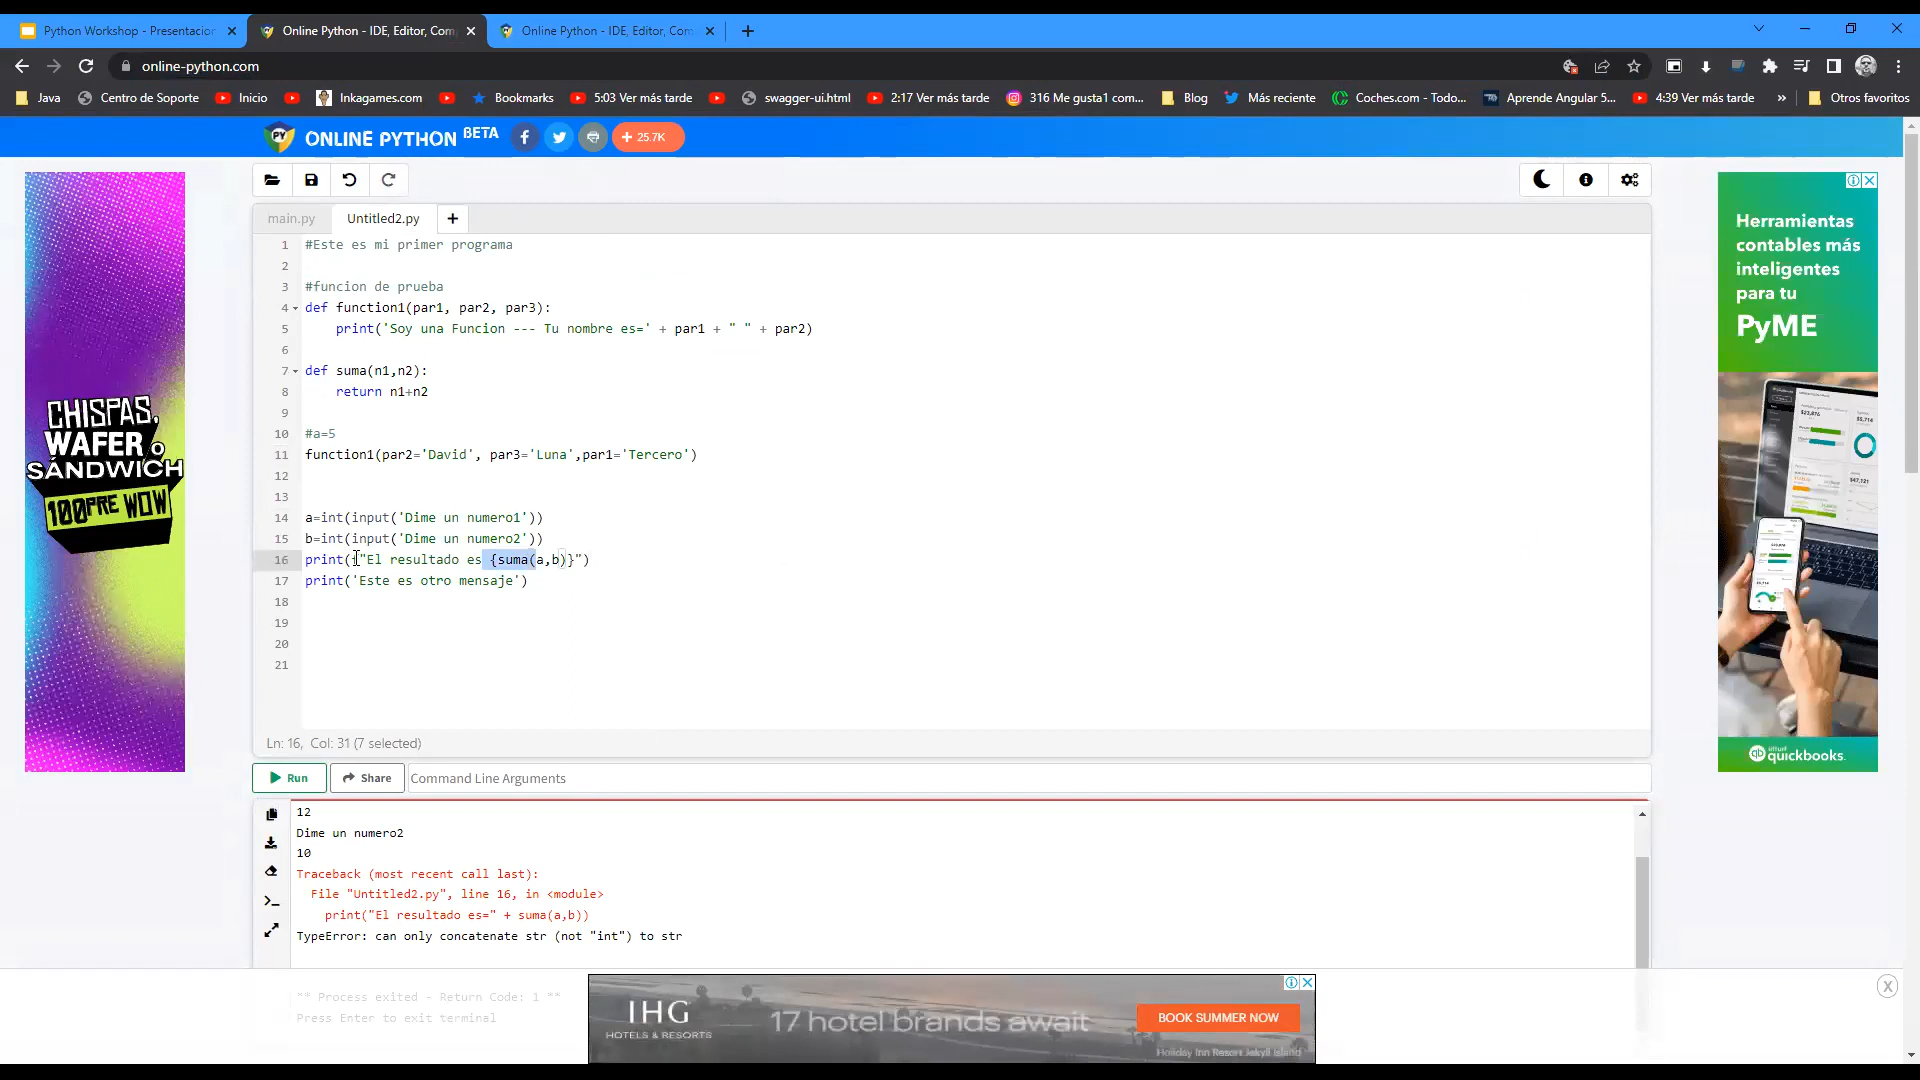 Python Workshop - Presentacion
Online Python - IDE, Editor, Com
Online Python - IDE, Editor, Com
online-python.com
Java
Centro de Soporte
Inicio
Inkagames.com
Bookmarks
5:03 Ver más tarde
swagger-ui.html
2:17 Ver más tarde
316 Me gusta1 com...
Blog
Más reciente
Coches.com - Todo...
Aprende Angular 5...
4:39 Ver más tarde
»
Otros favoritos
PY
ONLINE PYTHON BETA
+ 25.7K
main.py
Untitled2.py
+
1 #Este es mi primer programa
2
3 #funcion de prueba
4 def function1(par1, par2, par3):
5 print('Soy una Funcion --- Tu nombre es=' + par1 + " " + par2)
6
7 def suma(n1,n2):
8 return n1+n2
9
10 #a=5
11 function1(par2='David', par3='Luna',par1='Tercero')
12
13
14 a=int(input('Dime un numero1'))
15 b=int(input('Dime un numero2'))
16 print(f"El resultado es {suma(a,b)}")
17 print('Este es otro mensaje')
18
19
20
21
Ln: 16, Col: 31 (7 selected)
Run
Share
Command Line Arguments
12
Dime un numero2
10
Traceback (most recent call last):
File "Untitled2.py", line 16, in <module>
print("El resultado es=" + suma(a,b))
TypeError: can only concatenate str (not "int") to str
** Process exited - Return Code: 1 **
Press Enter to exit terminal
CHISPAS,
WAFER o
SÁNDWICH
100PRE WOW
Herramientas
contables más
inteligentes
para tu
PyME
quickbooks.
IHG
HOTELS & RESORTS
17 hotel brands await
BOOK SUMMER NOW
Holiday Inn Resort Jekyll Island